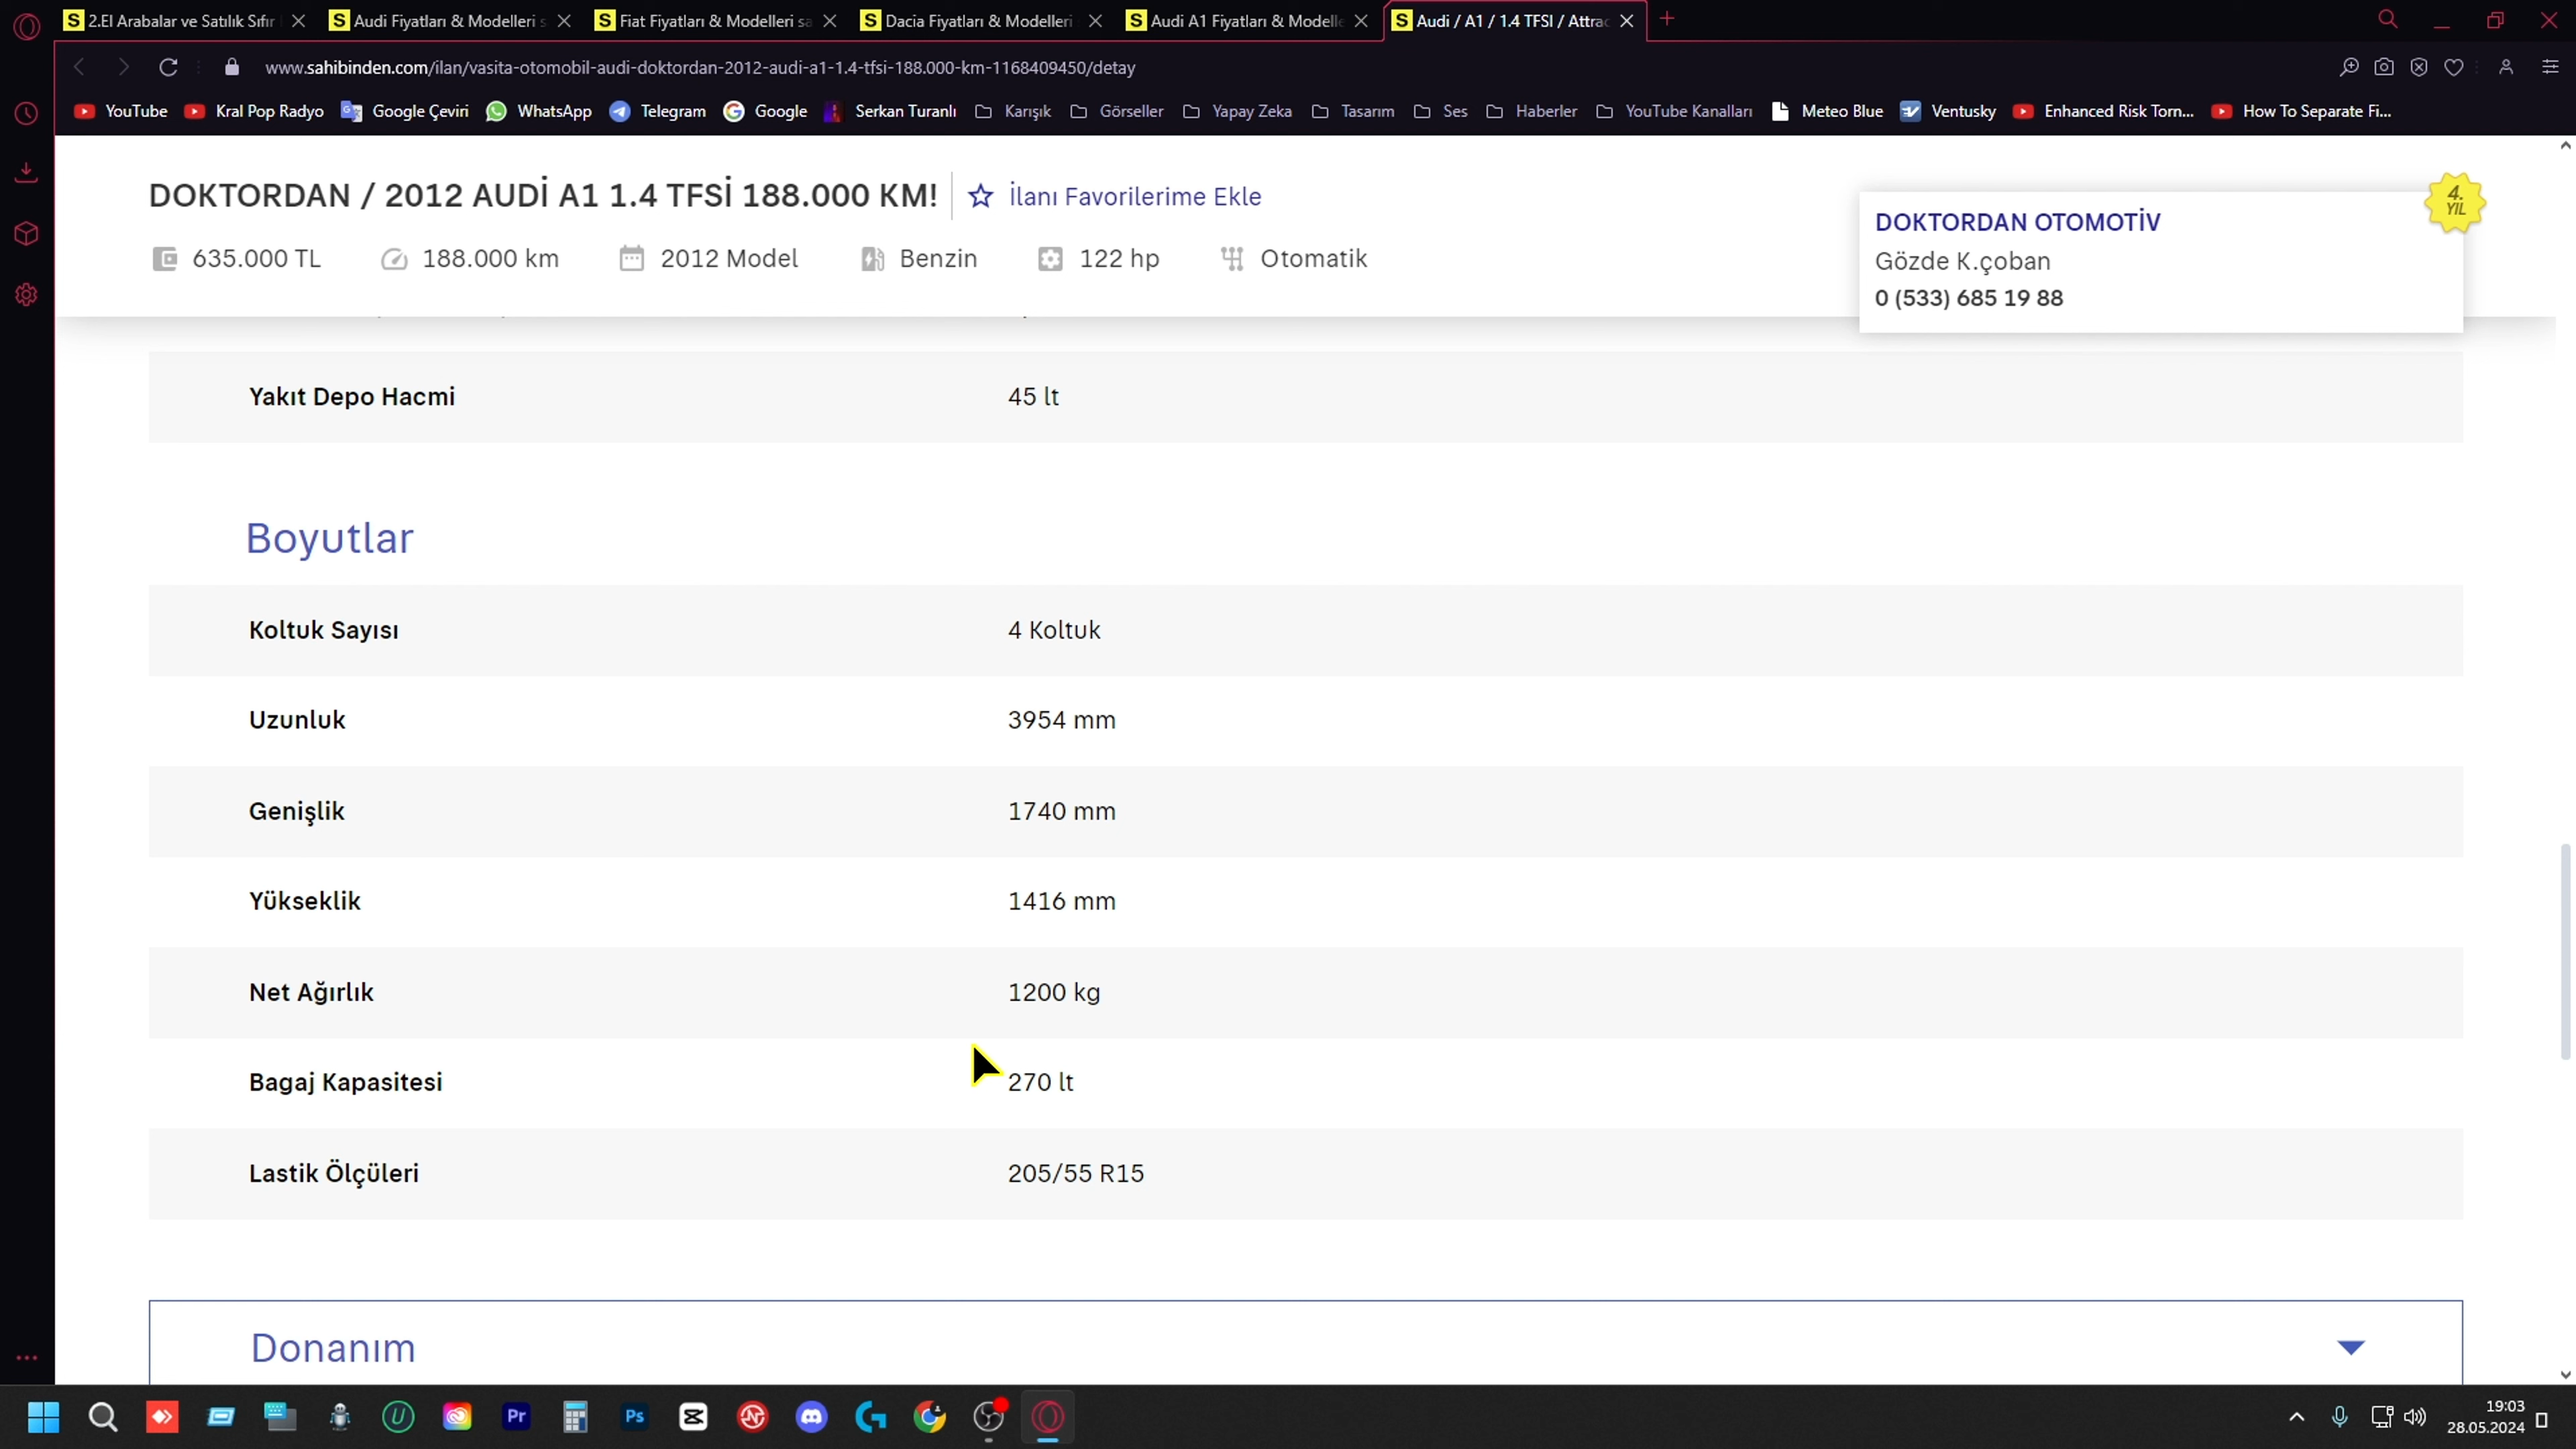 2.El Arabalar ve Satılık Sıfır
Audi Fiyatları & Modelleri s
Fiat Fiyatları & Modelleri sa
Dacia Fiyatları & Modelleri
Audi A1 Fiyatları & Modelle
Audi / A1 / 1.4 TFSI / Attrac
www.sahibinden.com/ilan/vasita-otomobil-audi-doktordan-2012-audi-a1-1.4-tfsi-188.000-km-1168409450/detay
YouTube
Kral Pop Radyo
Google Çeviri
WhatsApp
Telegram
Google
Serkan Turanlı
Karışık
Görseller
Yapay Zeka
Tasarım
Ses
Haberler
YouTube Kanalları
Meteo Blue
Ventusky
Enhanced Risk Torn...
How To Separate Fi...
DOKTORDAN / 2012 AUDİ A1 1.4 TFSİ 188.000 KM!
İlanı Favorilerime Ekle
635.000 TL
188.000 km
2012 Model
Benzin
122 hp
Otomatik
4.
YIL
DOKTORDAN OTOMOTİV
Gözde K.çoban
0 (533) 685 19 88
Yakıt Depo Hacmi 45 lt
Boyutlar
Koltuk Sayısı 4 Koltuk
Uzunluk 3954 mm
Genişlik 1740 mm
Yükseklik 1416 mm
Net Ağırlık 1200 kg
Bagaj Kapasitesi 270 lt
Lastik Ölçüleri 205/55 R15
Donanım
Pr
Ps
19:03
28.05.2024